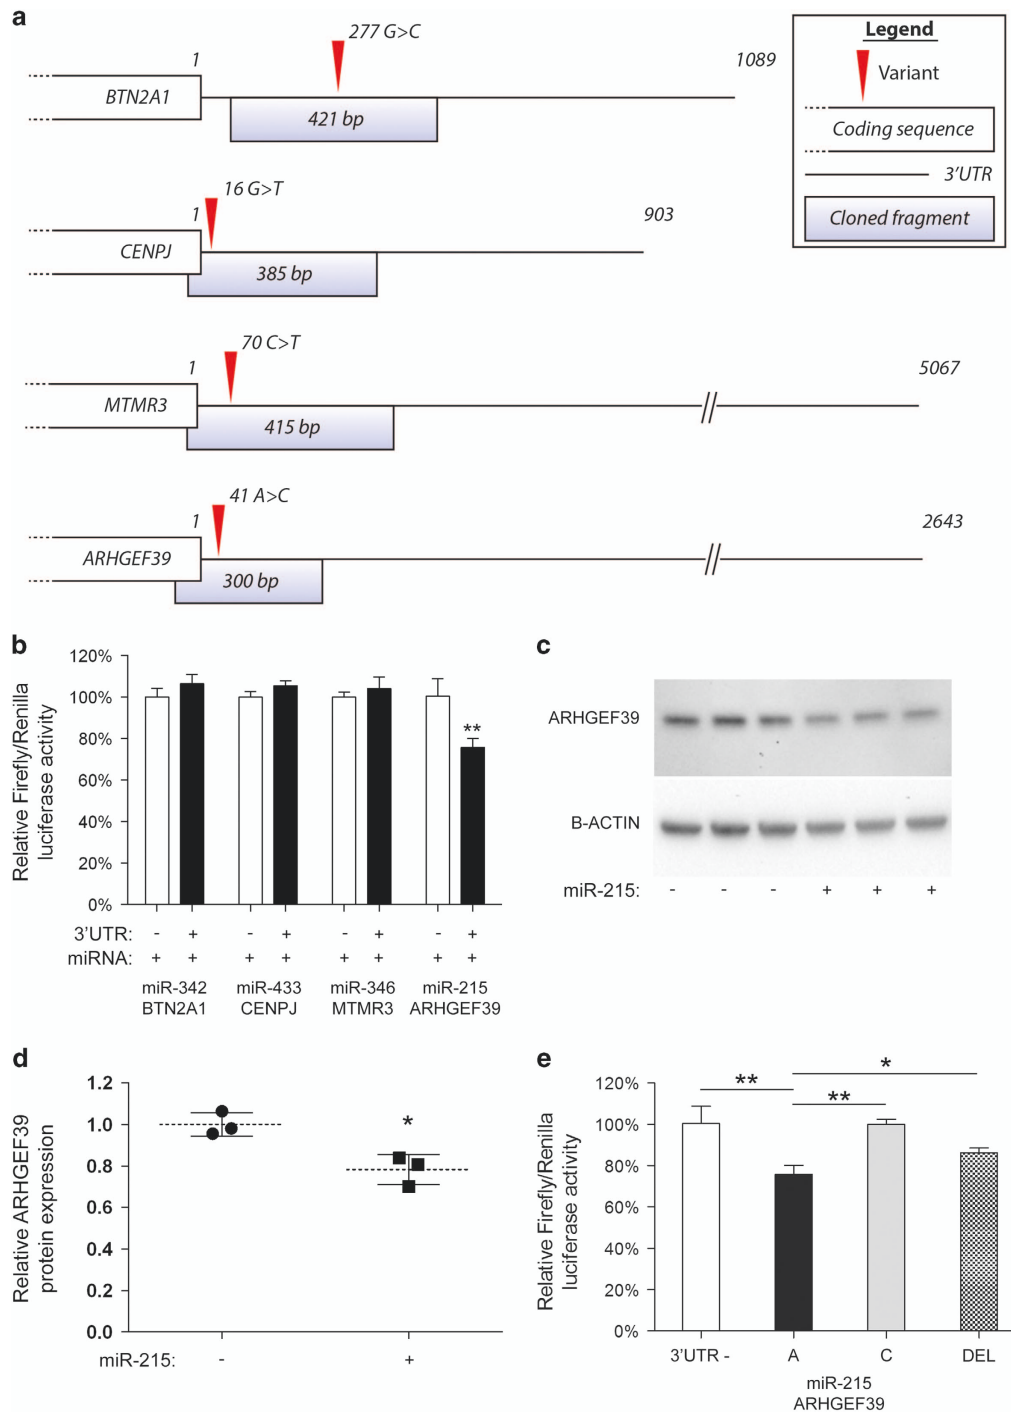 a
277 G>C
1
1089
BTN2A1
421 bp
16 G>T
1
903
CENPJ
385 bp
70 C>T
1
5067
MTMR3
415 bp
41 A>C
1
2643
ARHGEF39
300 bp
Legend
Variant
Coding sequence
3'UTR
Cloned fragment
b
Relative Firefly/Renilla
luciferase activity
120%
100%
80%
60%
40%
20%
0%
**
3'UTR: - + - + - + - +
miRNA: + + + + + + + +
miR-342 miR-433 miR-346 miR-215
BTN2A1 CENPJ MTMR3 ARHGEF39
c
ARHGEF39
B-ACTIN
miR-215: - - - + + +
d
Relative ARHGEF39
protein expression
1.2
1.0
0.8
0.6
0.4
0.2
0.0
*
miR-215: - +
e
Relative Firefly/Renilla
luciferase activity
120%
100%
80%
60%
40%
20%
0%
**
**
*
3'UTR - A C DEL
miR-215
ARHGEF39